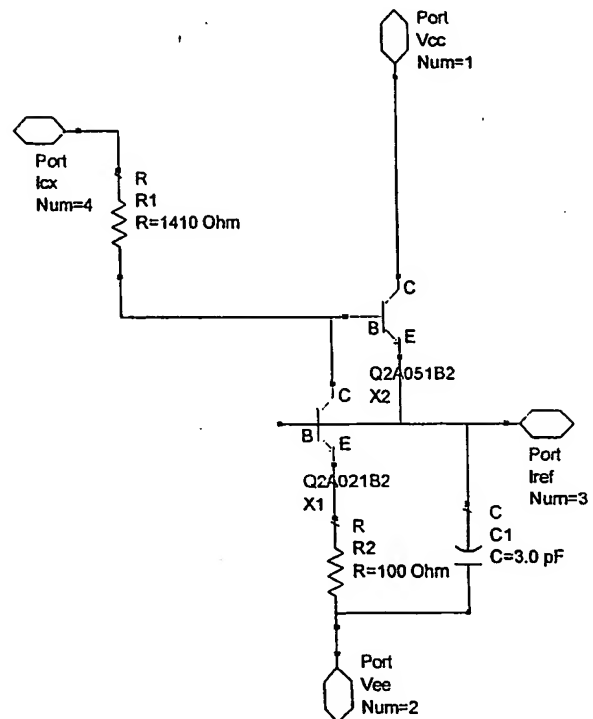 Port
Vcc
Num=1
Port
Icx
Num=4
R
R1
R=1410 Ohm
C
B
E
Q2A051B2
X2
C
B
E
Q2A021B2
X1
Port
Iref
Num=3
R
R2
R=100 Ohm
C
C1
C=3.0 pF
Port
Vee
Num=2